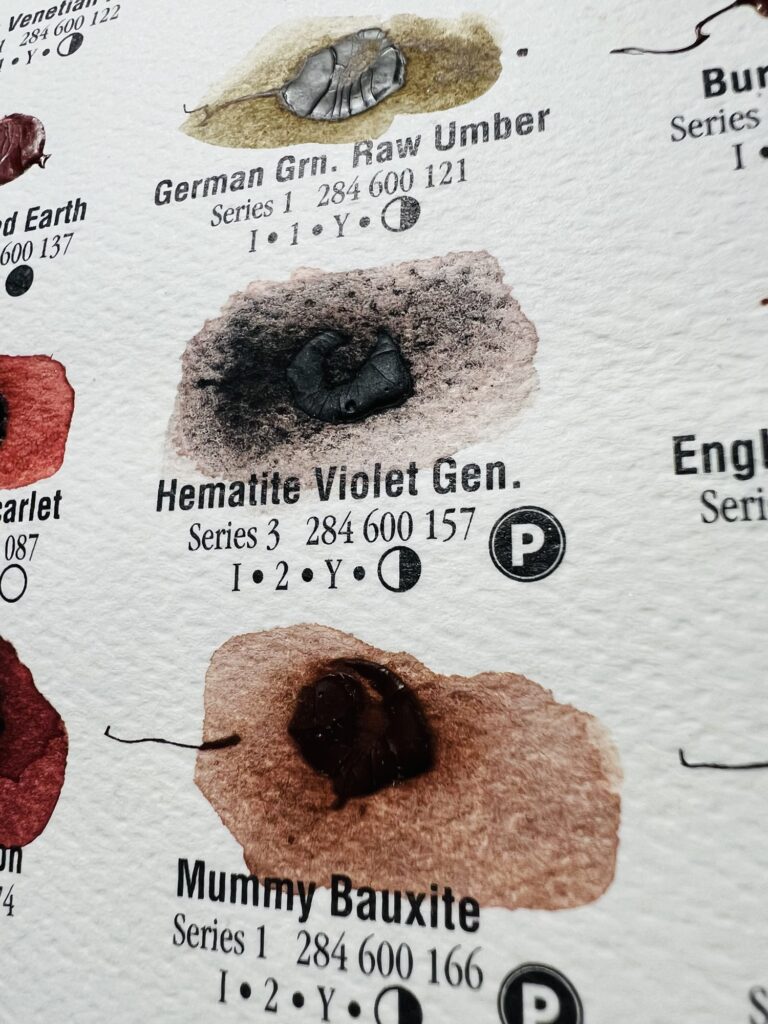 Venetian
284 600 122
• Y •
German Grn. Raw Umber
Series 1 284 600 121
I • 1 • Y •
Bur
Series
I •
d Earth
600 137
Hematite Violet Gen.
Series 3 284 600 157
I • 2 • Y •
P
carlet
087
Engl
Seri
Mummy Bauxite
Series 1 284 600 166
I • 2 • Y •
P
on
74
S